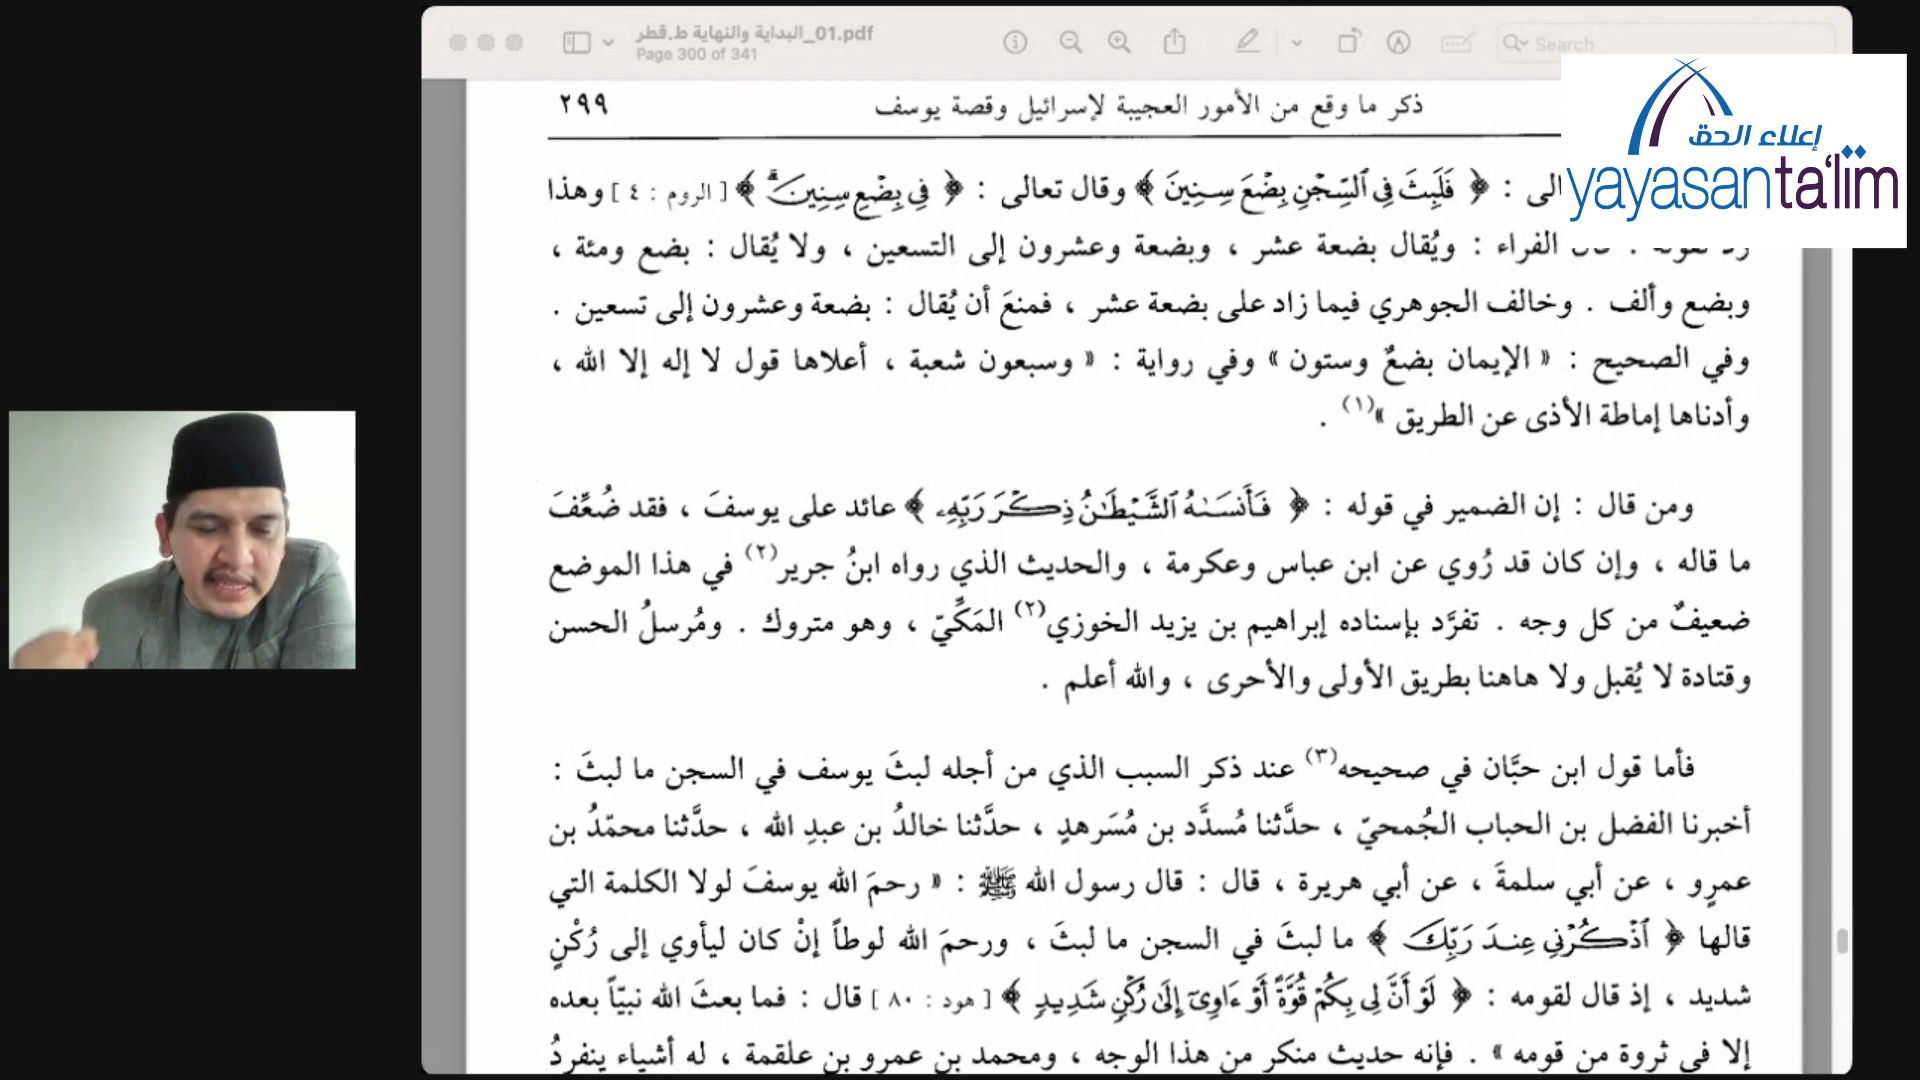 البداية والنهاية ط.قطر_01.pdf
Page 300 of 341
Search
إعلاء الحق
yayasanta'lim
ذكر ما وقع من الأمور العجيبة لإسرائيل وقصة يوسف ٢٩٩
: ﴿ فَلَبِثَ فِي ٱلسِّجْنِ بِضْعَ سِنِينَ ﴾ وقال تعالى : ﴿ فِي بِضْعِ سِنِينَ ﴾ [ الروم : ٤ ] وهذا
الفراء : ويُقال بضعة عشر ، وبضعة وعشرون إلى التسعين ، ولا يُقال : بضع ومئة ،
وبضع وألف . وخالف الجوهري فيما زاد على بضعة عشر ، فمنعَ أن يُقال : بضعة وعشرون إلى تسعين .
وفي الصحيح : « الإيمان بضعٌ وستون » وفي رواية : « وسبعون شعبة ، أعلاها قول لا إله إلا الله ،
وأدناها إماطة الأذى عن الطريق »(١) .
ومن قال : إن الضمير في قوله : ﴿ فَأَنسَىٰهُ ٱلشَّيْطَٰنُ ذِكْرَ رَبِّهِۦ ﴾ عائد على يوسفَ ، فقد ضُعِّفَ
ما قاله ، وإن كان قد رُوي عن ابن عباس وعكرمة ، والحديث الذي رواه ابنُ جرير(٢) في هذا الموضع
ضعيفٌ من كل وجه . تفرَّد بإسناده إبراهيم بن يزيد الخوزي(٢) المَكِّيّ ، وهو متروك . ومُرسلُ الحسن
وقتادة لا يُقبل ولا هاهنا بطريق الأولى والأحرى ، والله أعلم .
فأما قول ابن حبَّان في صحيحه(٣) عند ذكر السبب الذي من أجله لبثَ يوسف في السجن ما لبثَ :
أخبرنا الفضل بن الحباب الجُمحيّ ، حدَّثنا مُسدَّد بن مُسَرهدٍ ، حدَّثنا خالدُ بن عبدِ الله ، حدَّثنا محمّدُ بن
عمرٍو ، عن أبي سلمةَ ، عن أبي هريرة ، قال : قال رسول الله ﷺ : « رحمَ الله يوسفَ لولا الكلمة التي
قالها ﴿ ٱذْكُرْنِي عِندَ رَبِّكَ ﴾ ما لبثَ في السجن ما لبثَ ، ورحمَ الله لوطاً إنْ كان ليأوي إلى رُكْنٍ
شديد ، إذ قال لقومه : ﴿ لَوْ أَنَّ لِي بِكُمْ قُوَّةً أَوْ ءَاوِىٓ إِلَىٰ رُكْنٍ شَدِيدٍ ﴾ [ هود : ٨٠ ] قال : فما بعثَ الله نبيّاً بعده
إلا في ثروة من قومه » . فإنه حديث منكر من هذا الوجه ، ومحمد بن عمرو بن علقمة ، له أشياء ينفردُ